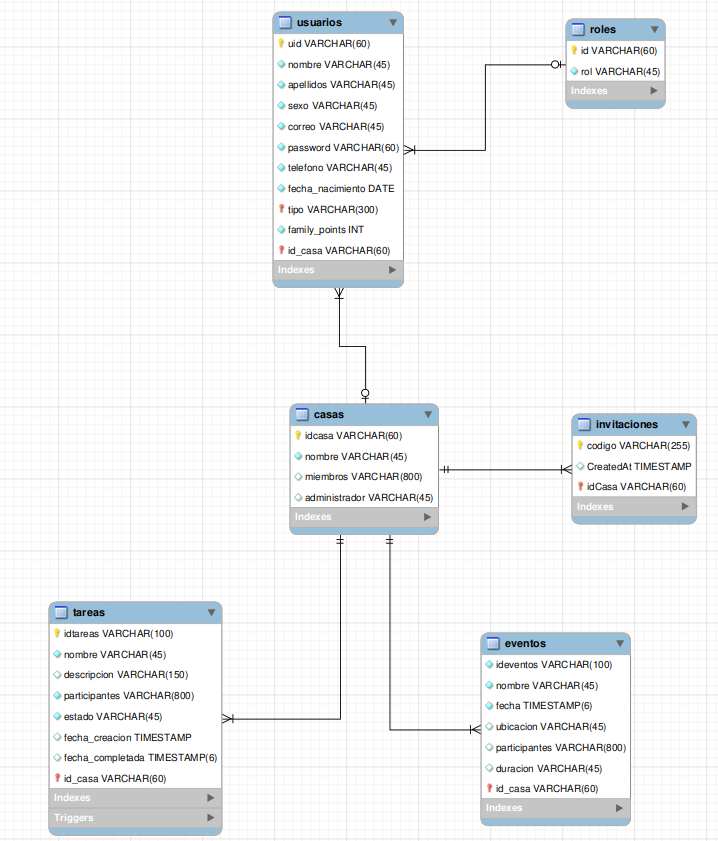 usuarios
uid VARCHAR(60)
nombre VARCHAR(45)
apellidos VARCHAR(45)
sexo VARCHAR(45)
correo VARCHAR(45)
password VARCHAR(60)
telefono VARCHAR(45)
fecha_nacimiento DATE
tipo VARCHAR(300)
family_points INT
id_casa VARCHAR(60)
Indexes
roles
id VARCHAR(60)
rol VARCHAR(45)
Indexes
casas
idcasa VARCHAR(60)
nombre VARCHAR(45)
miembros VARCHAR(800)
administrador VARCHAR(45)
Indexes
invitaciones
codigo VARCHAR(255)
CreatedAt TIMESTAMP
idCasa VARCHAR(60)
Indexes
tareas
idtareas VARCHAR(100)
nombre VARCHAR(45)
descripcion VARCHAR(150)
participantes VARCHAR(800)
estado VARCHAR(45)
fecha_creacion TIMESTAMP
fecha_completada TIMESTAMP(6)
id_casa VARCHAR(60)
Indexes
Triggers
eventos
ideventos VARCHAR(100)
nombre VARCHAR(45)
fecha TIMESTAMP(6)
ubicacion VARCHAR(45)
participantes VARCHAR(800)
duracion VARCHAR(45)
id_casa VARCHAR(60)
Indexes